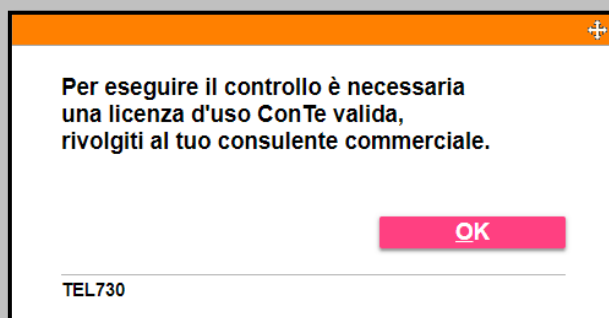 Per eseguire il controllo è necessaria
una licenza d'uso ConTe valida,
rivolgiti al tuo consulente commerciale.
OK
TEL730